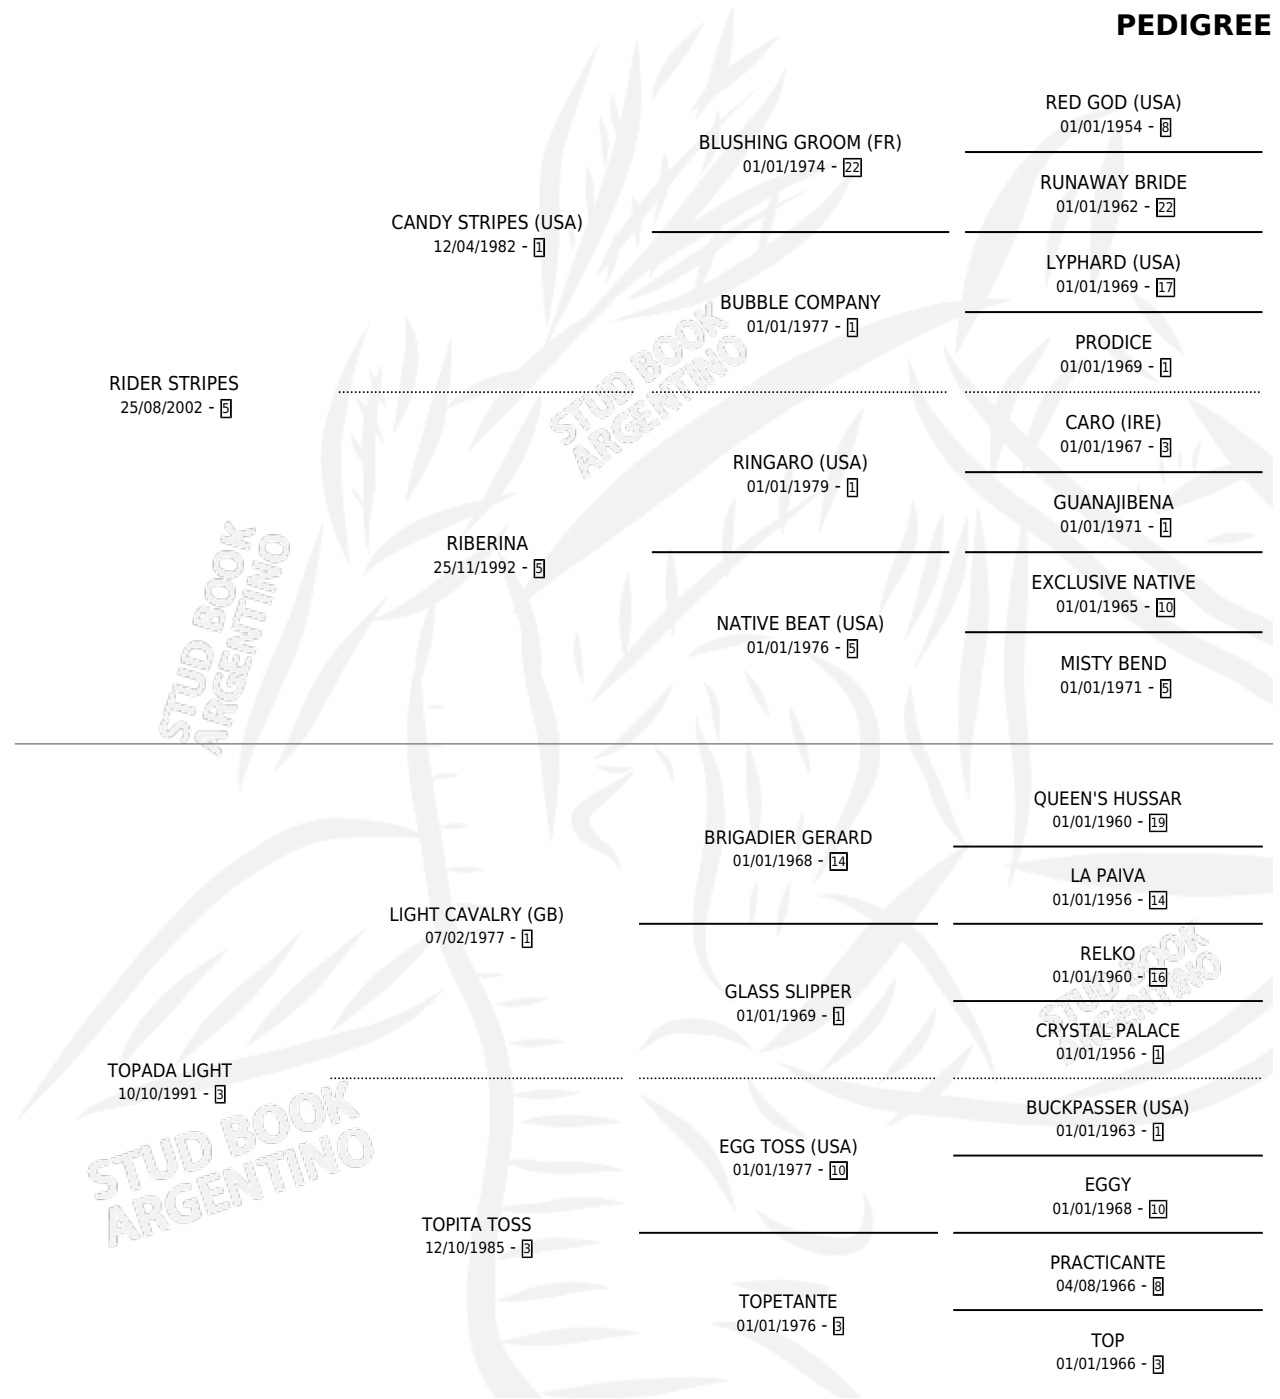 PEDIGREE
RED GOD (USA)
01/01/1954 - 8
BLUSHING GROOM (FR)
01/01/1974 - 22
RUNAWAY BRIDE
01/01/1962 - 22
CANDY STRIPES (USA)
12/04/1982 - 1
LYPHARD (USA)
01/01/1969 - 17
BUBBLE COMPANY
01/01/1977 - 1
PRODICE
01/01/1969 - 1
RIDER STRIPES
25/08/2002 - 5
CARO (IRE)
01/01/1967 - 3
RINGARO (USA)
01/01/1979 - 1
GUANAJIBENA
01/01/1971 - 1
RIBERINA
25/11/1992 - 5
EXCLUSIVE NATIVE
01/01/1965 - 10
NATIVE BEAT (USA)
01/01/1976 - 5
MISTY BEND
01/01/1971 - 5
QUEEN'S HUSSAR
01/01/1960 - 19
BRIGADIER GERARD
01/01/1968 - 14
LA PAIVA
01/01/1956 - 14
LIGHT CAVALRY (GB)
07/02/1977 - 1
RELKO
01/01/1960 - 16
GLASS SLIPPER
01/01/1969 - 1
CRYSTAL PALACE
01/01/1956 - 1
TOPADA LIGHT
10/10/1991 - 3
BUCKPASSER (USA)
01/01/1963 - 1
EGG TOSS (USA)
01/01/1977 - 10
EGGY
01/01/1968 - 10
TOPITA TOSS
12/10/1985 - 3
PRACTICANTE
04/08/1966 - 8
TOPETANTE
01/01/1976 - 3
TOP
01/01/1966 - 3
STUD BOOK
ARGENTINO
STUD BOOK
ARGENTINO
STUD BOOK
ARGENTINO
STUD BOOK
ARGENTINO